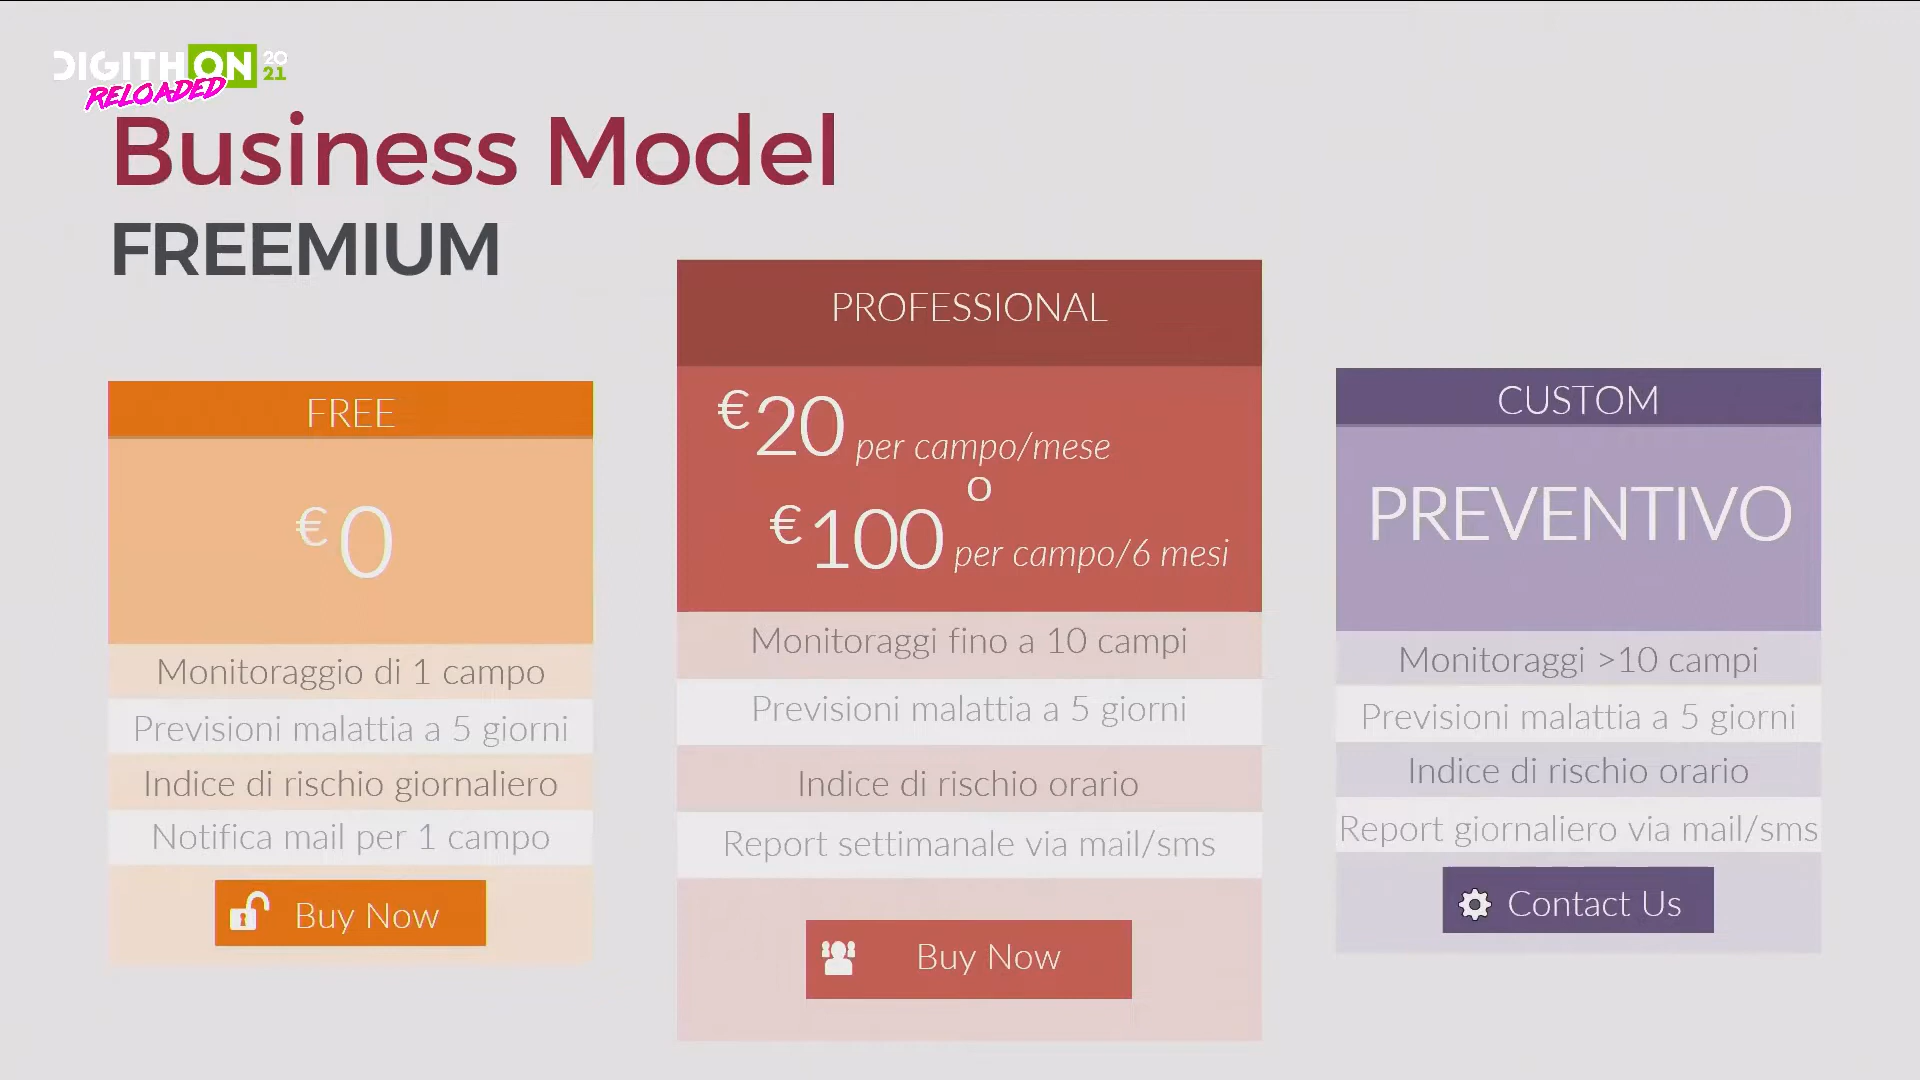 DIGITHON 2021
RELOADED
Business Model
FREEMIUM
FREE
€0
Monitoraggio di 1 campo
Previsioni malattia a 5 giorni
Indice di rischio giornaliero
Notifica mail per 1 campo
Buy Now
PROFESSIONAL
€20 per campo/mese
o
€100 per campo/6 mesi
Monitoraggi fino a 10 campi
Previsioni malattia a 5 giorni
Indice di rischio orario
Report settimanale via mail/sms
Buy Now
CUSTOM
PREVENTIVO
Monitoraggi >10 campi
Previsioni malattia a 5 giorni
Indice di rischio orario
Report giornaliero via mail/sms
Contact Us